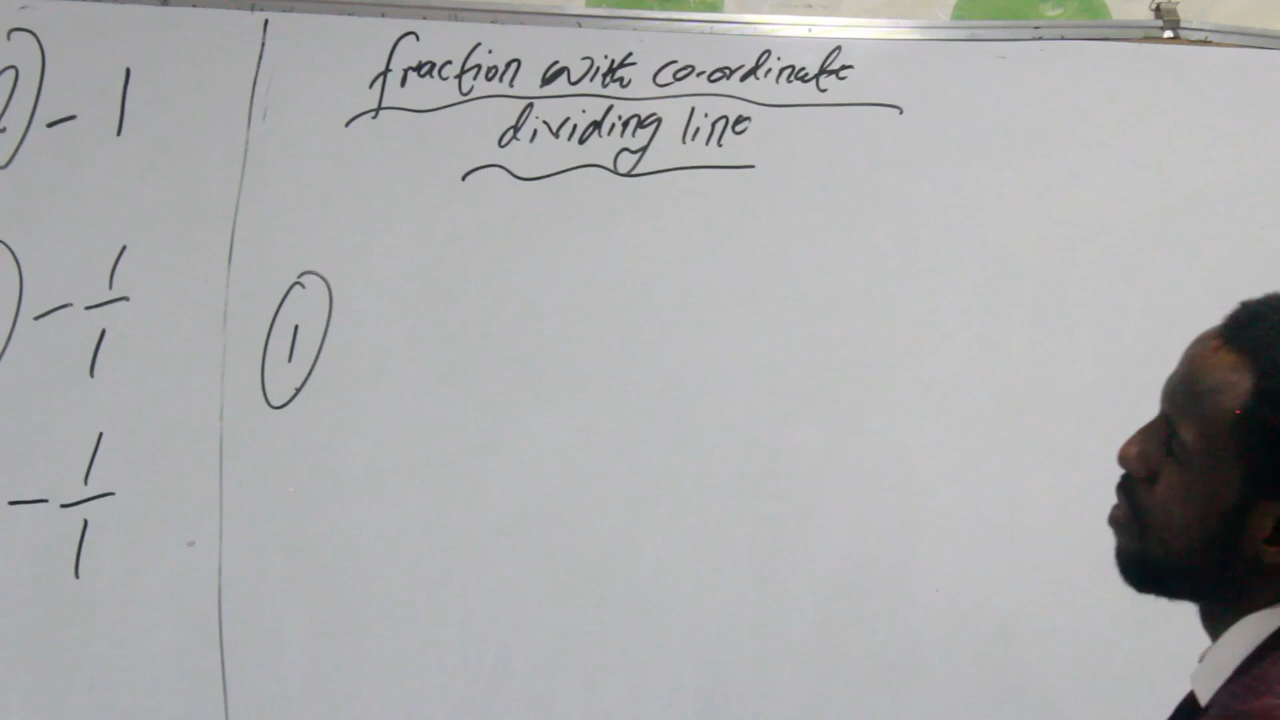 2) - 1
) - 1/1
- 1/1
fraction with co-ordinate
dividing line
1